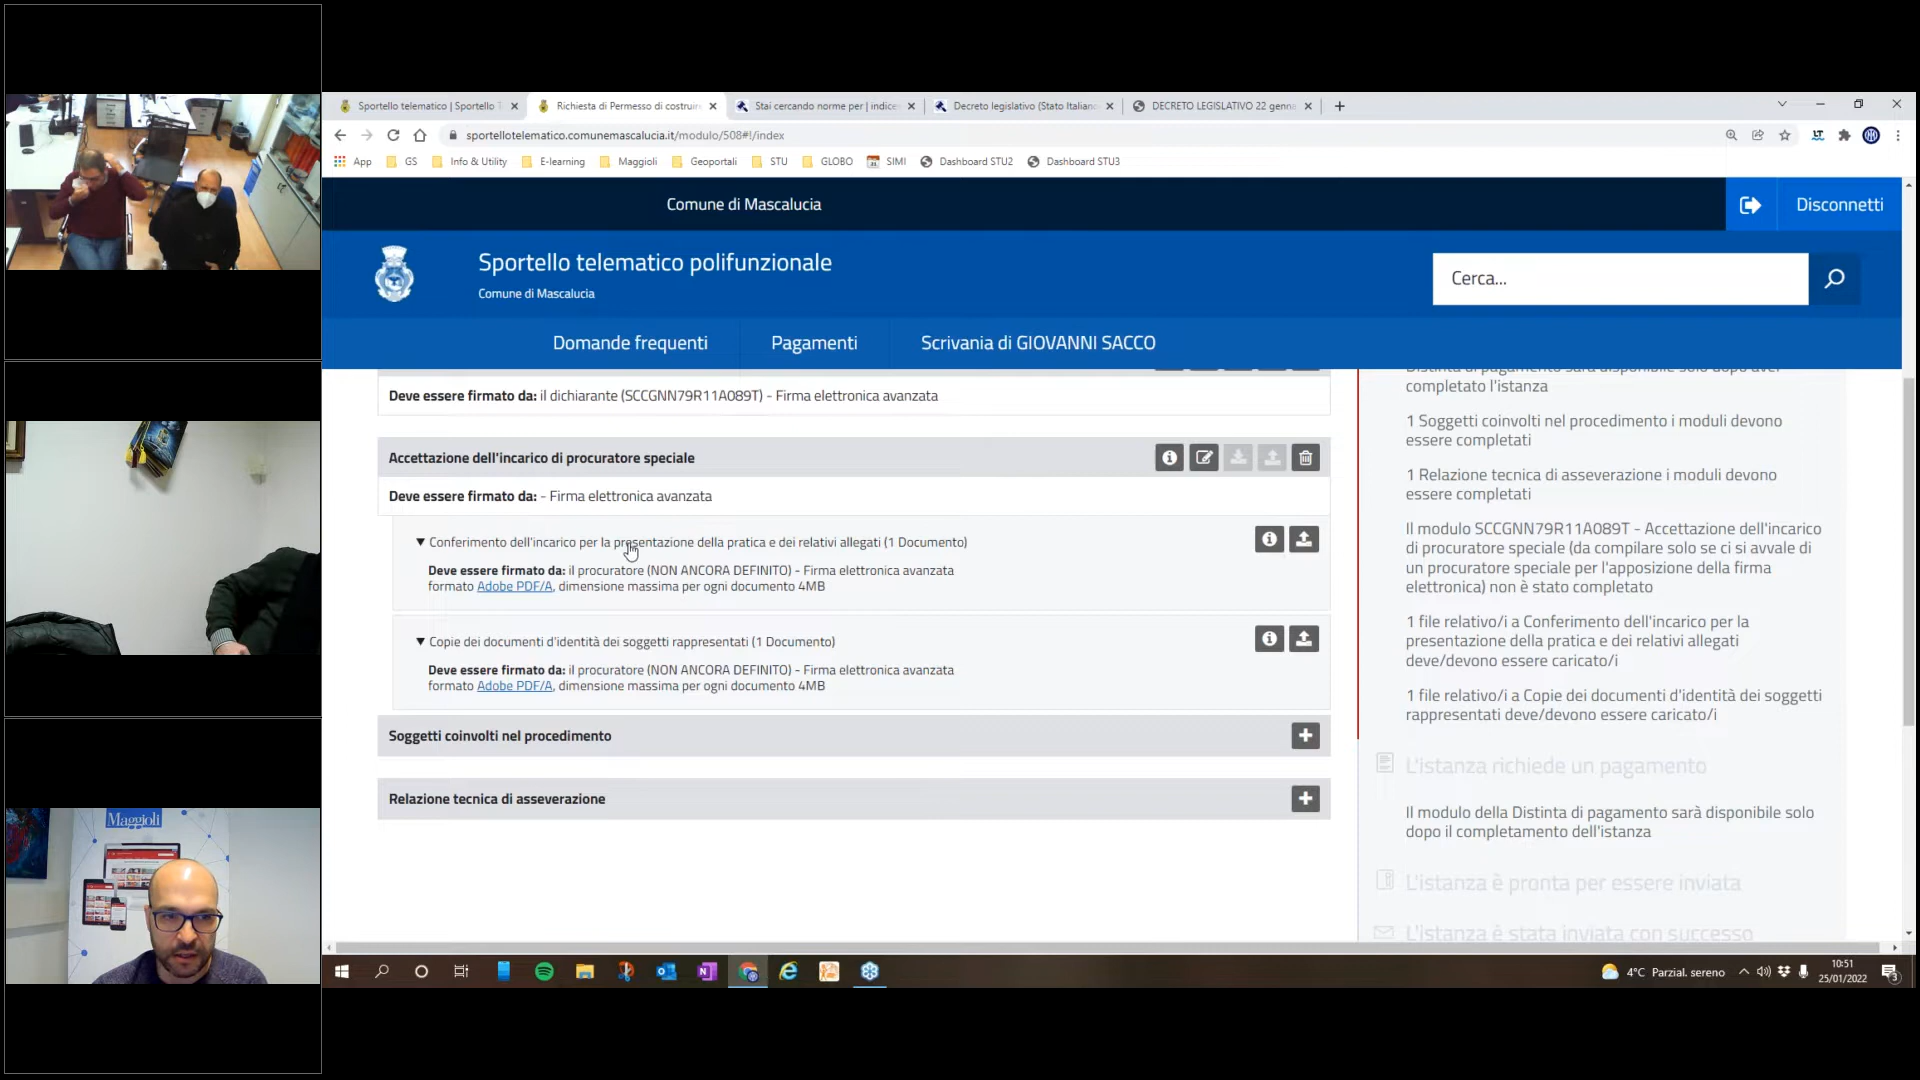 Sportello telematico | Sportello T
Richiesta di Permesso di costruir
Stai cercando norme per | indice
Decreto legislativo (Stato Italiano
DECRETO LEGISLATIVO 22 genna
sportellotelematico.comunemascalucia.it/modulo/508#!/index
App
GS
Info & Utility
E-learning
Maggioli
Geoportali
STU
GLOBO
SIMI
Dashboard STU2
Dashboard STU3
Comune di Mascalucia
Disconnetti
Sportello telematico polifunzionale
Comune di Mascalucia
Cerca...
Domande frequenti
Pagamenti
Scrivania di GIOVANNI SACCO
Deve essere firmato da: il dichiarante (SCCGNN79R11A089T) - Firma elettronica avanzata
Accettazione dell'incarico di procuratore speciale
Deve essere firmato da: - Firma elettronica avanzata
Conferimento dell'incarico per la presentazione della pratica e dei relativi allegati (1 Documento)
Deve essere firmato da: il procuratore (NON ANCORA DEFINITO) - Firma elettronica avanzata
formato Adobe PDF/A, dimensione massima per ogni documento 4MB
Copie dei documenti d'identità dei soggetti rappresentati (1 Documento)
Deve essere firmato da: il procuratore (NON ANCORA DEFINITO) - Firma elettronica avanzata
formato Adobe PDF/A, dimensione massima per ogni documento 4MB
Soggetti coinvolti nel procedimento
Relazione tecnica di asseverazione
Distinta di pagamento sarà disponibile solo dopo aver
completato l'istanza
1 Soggetti coinvolti nel procedimento i moduli devono
essere completati
1 Relazione tecnica di asseverazione i moduli devono
essere completati
Il modulo SCCGNN79R11A089T - Accettazione dell'incarico
di procuratore speciale (da compilare solo se ci si avvale di
un procuratore speciale per l'apposizione della firma
elettronica) non è stato completato
1 file relativo/i a Conferimento dell'incarico per la
presentazione della pratica e dei relativi allegati
deve/devono essere caricato/i
1 file relativo/i a Copie dei documenti d'identità dei soggetti
rappresentati deve/devono essere caricato/i
L'istanza richiede un pagamento
Il modulo della Distinta di pagamento sarà disponibile solo
dopo il completamento dell'istanza
L'istanza è pronta per essere inviata
L'istanza è stata inviata con successo
Maggioli
4°C Parzial. sereno
10:51
25/01/2022
3